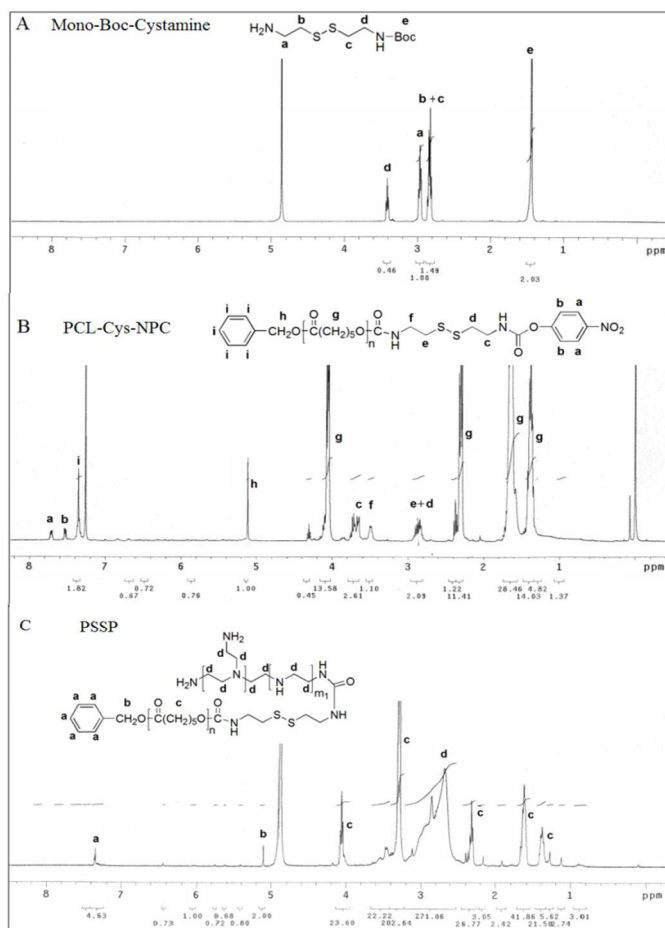 A Mono-Boc-Cystamine
b d e
H2N S S NH Boc
a c
e
b + c
a
d
8 7 6 5 4 3 2 1 ppm
0.46 1.49 2.03
1.00
B PCL-Cys-NPC
i i h g f d b a
i CH2O C(CH2)5O C N H S S H N O NO2
i i n e c b a
O O O
g g g g
i
h
a b c f e+d
8 7 6 5 4 3 2 1 ppm
1.82 0.72 0.76 1.00 0.45 13.58 1.10 2.09 1.22 28.46 4.82
0.67 2.61 11.41 14.03 1.37
C PSSP
NH2
d d
d d d d H N
H2N N N H
d d d d m1
O
a a b c
a CH2O C(CH2)5O C N H S S NH
a a n
O O
c
d
a b c c c c
8 7 6 5 4 3 2 1 ppm
4.63 1.00 0.68 2.00 22.22 271.06 3.05 41.86 5.62 3.01
0.73 0.72 0.80 23.60 202.64 26.77 2.42 21.50 2.74